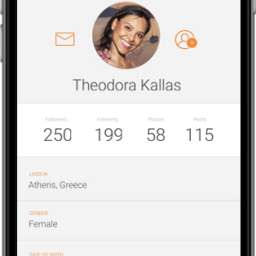 Theodora Kallas
Followers Following Photos Posts
250 199 58 115
LIVES IN
Athens, Greece
GENDER
Female
DATE OF BIRTH